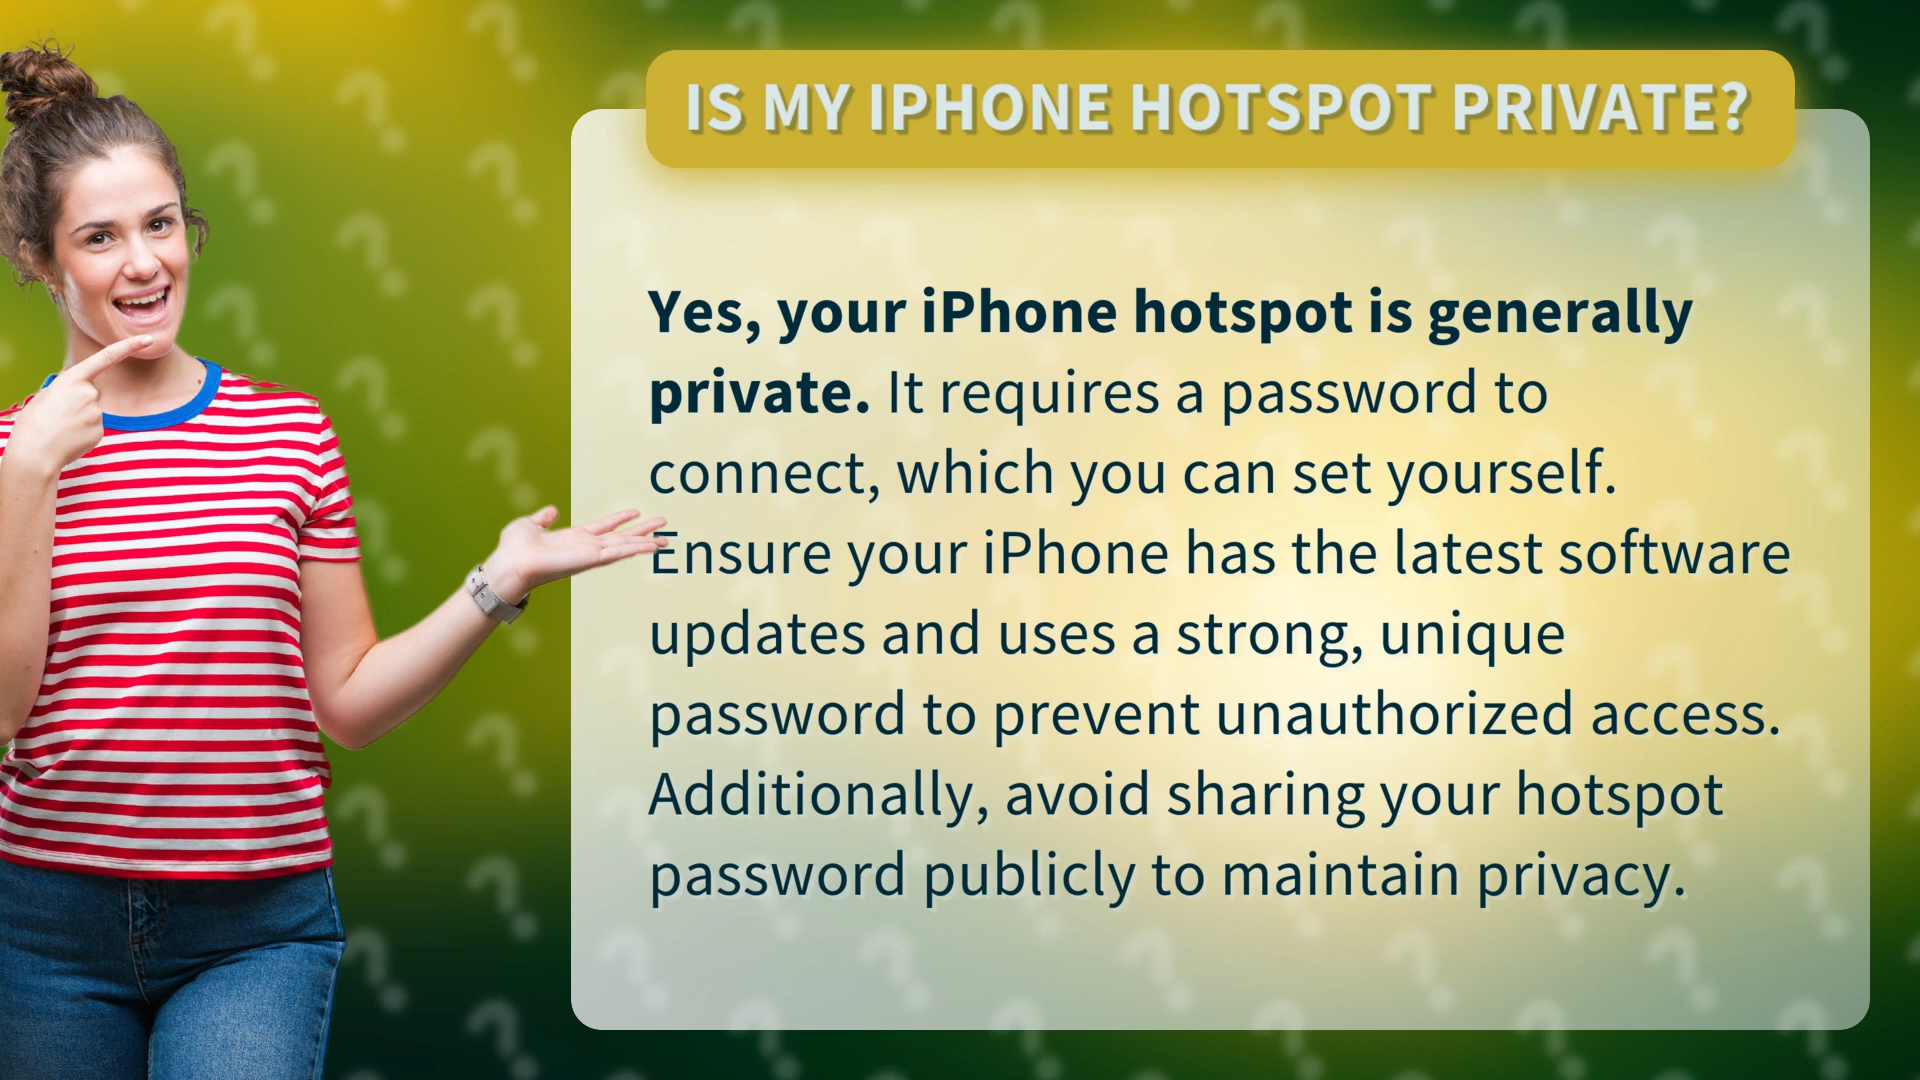 IS MY IPHONE HOTSPOT PRIVATE?
Yes, your iPhone hotspot is generally
private. It requires a password to
connect, which you can set yourself.
Ensure your iPhone has the latest software
updates and uses a strong, unique
password to prevent unauthorized access.
Additionally, avoid sharing your hotspot
password publicly to maintain privacy.